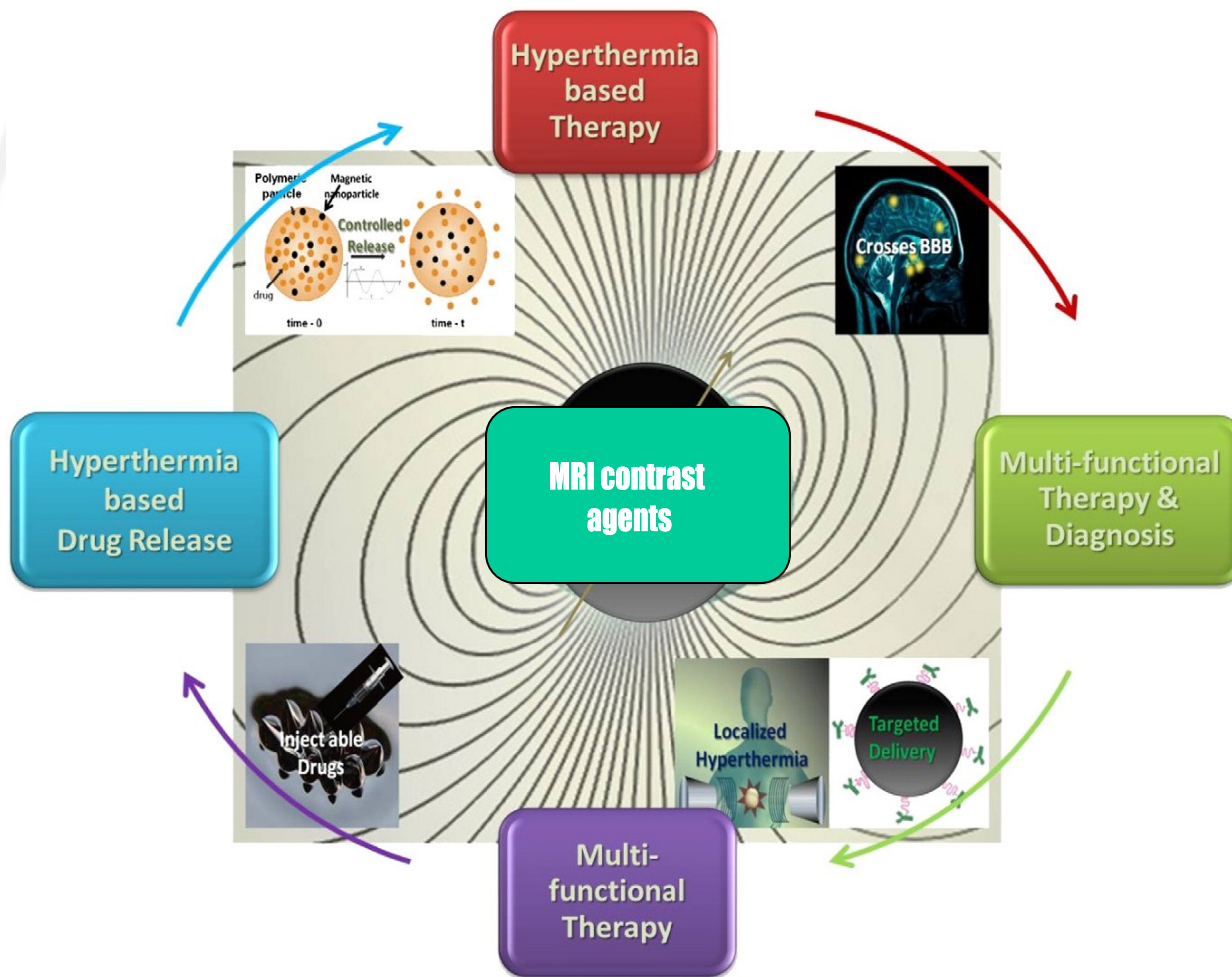 Hyperthermia
based
Therapy
Polymeric
particle
Magnetic
nanoparticle
Controlled
Release
drug
time - 0
time - t
Crosses BBB
Hyperthermia
based
Drug Release
MRI contrast
agents
Multi-functional
Therapy &
Diagnosis
Inject able
Drugs
Localized
Hyperthermia
Targeted
Delivery
Multi-
functional
Therapy